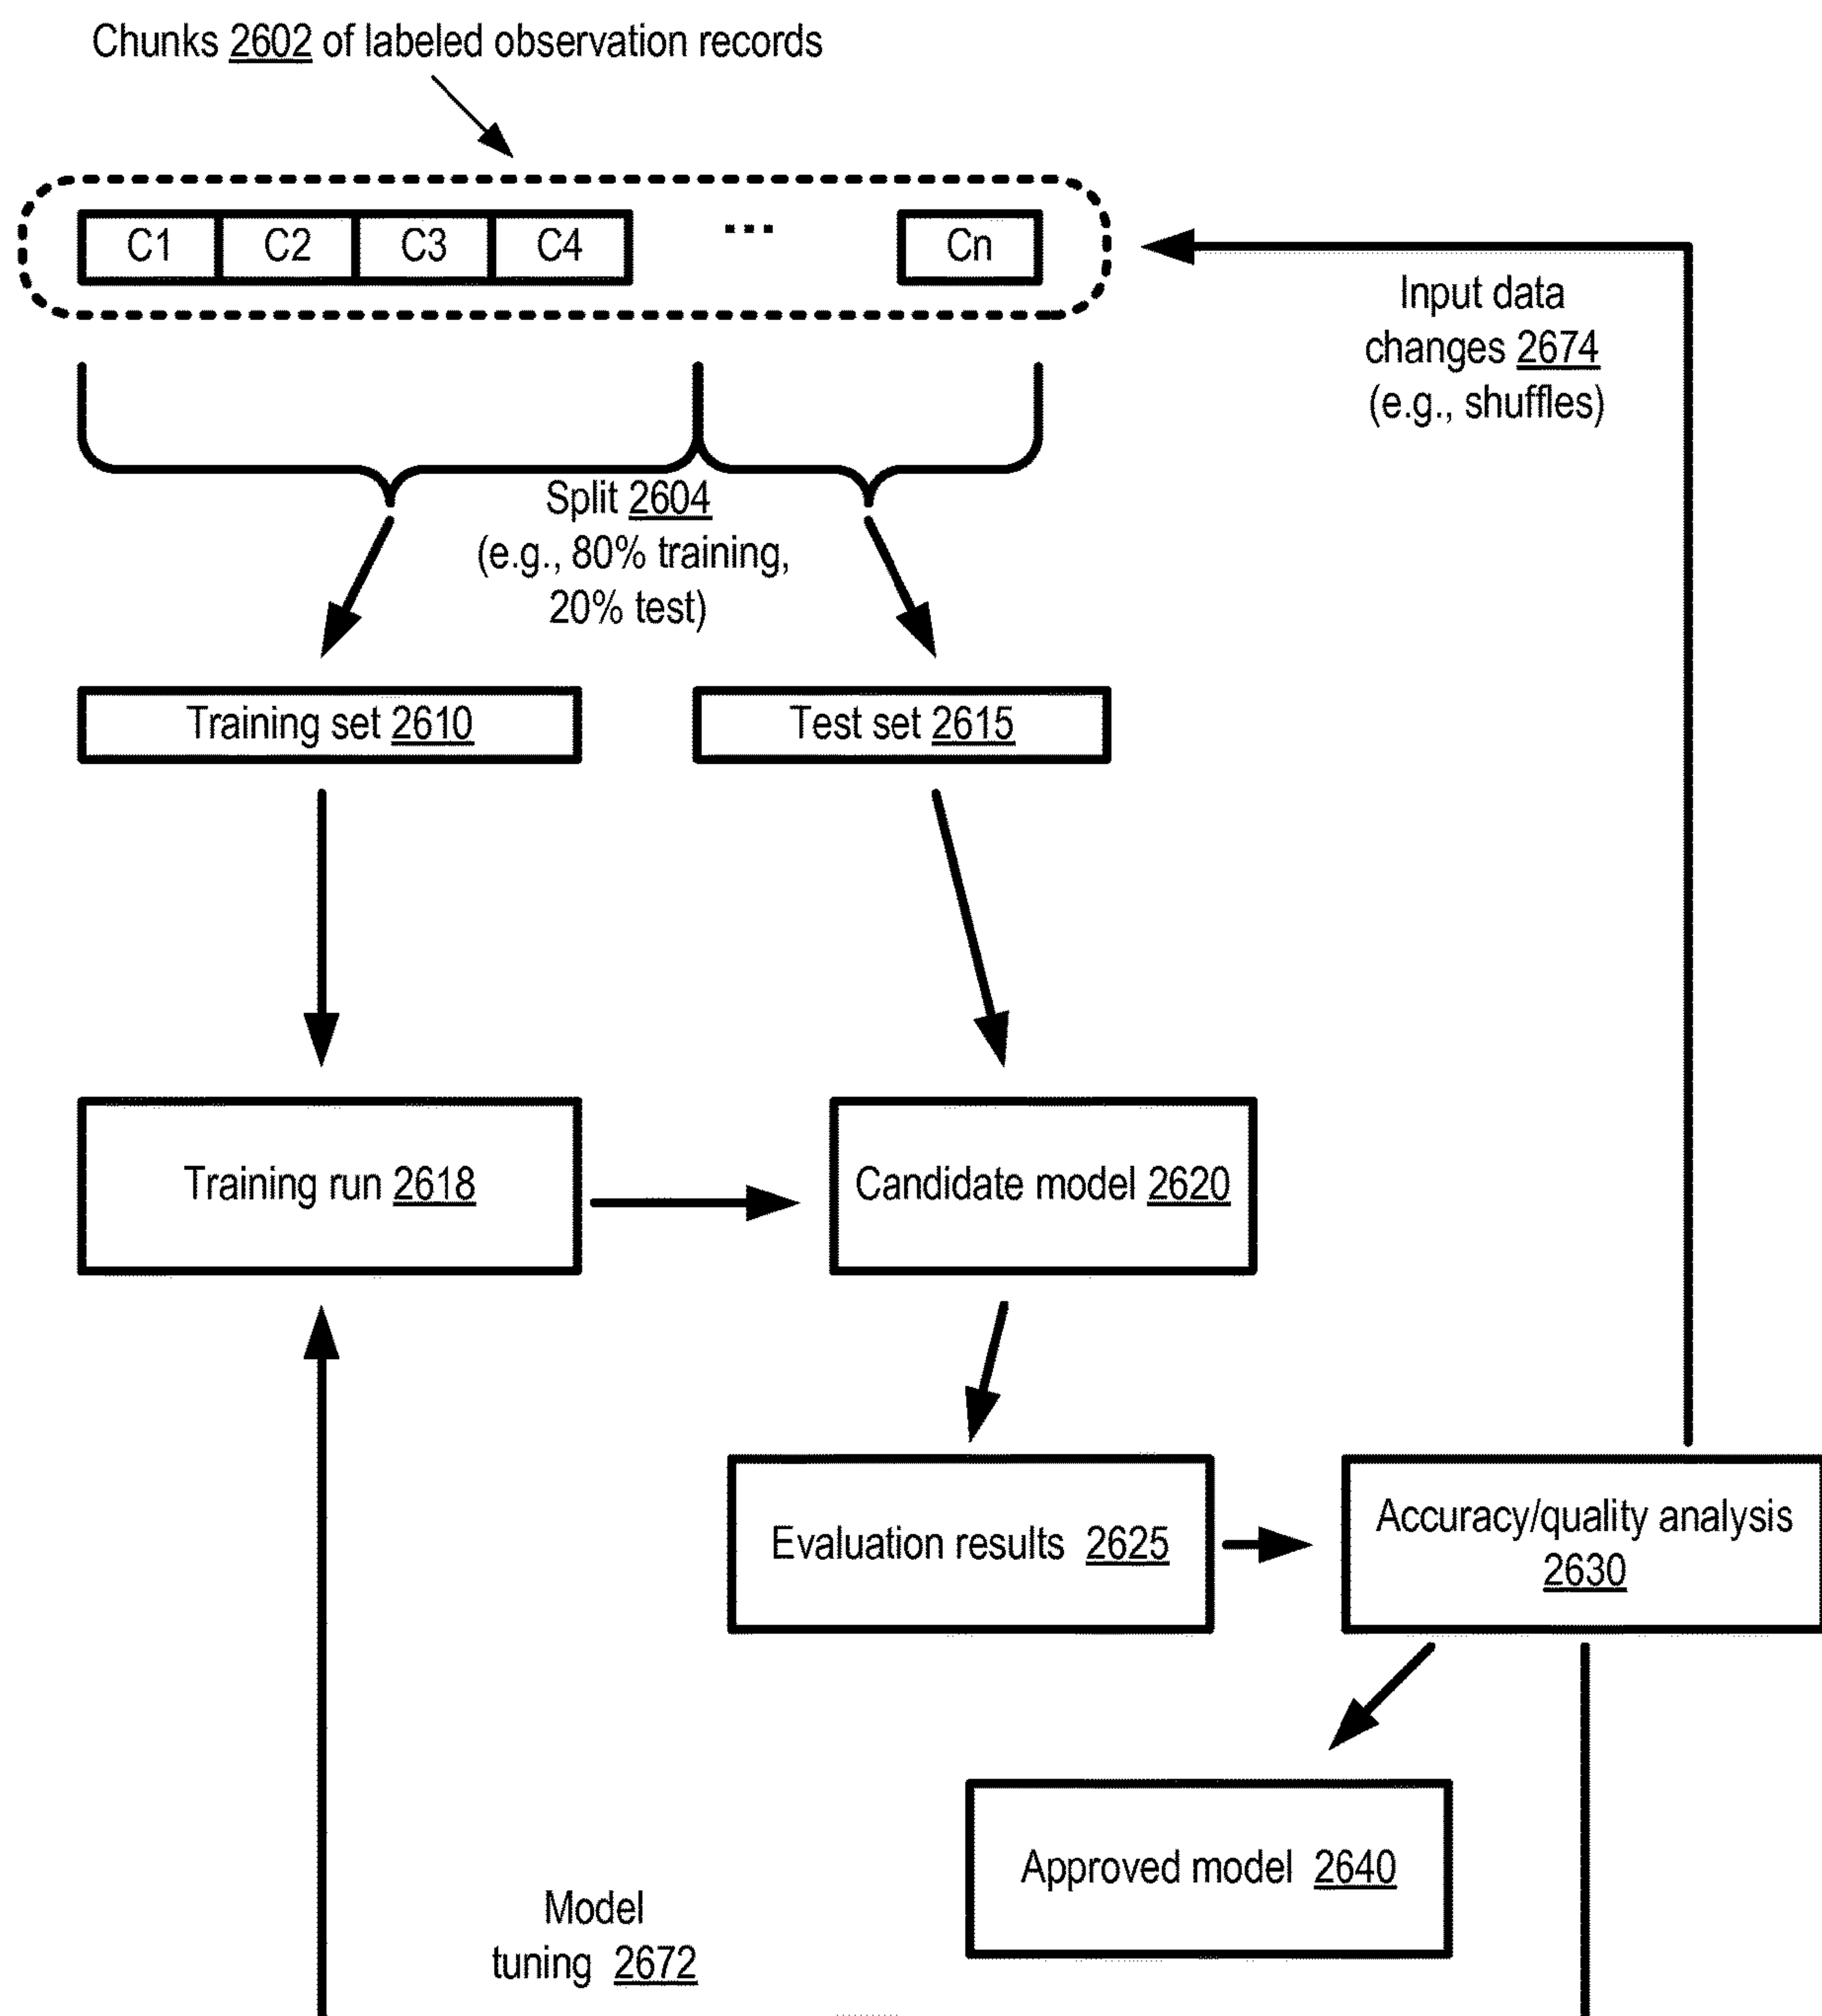 Chunks 2602 of labeled observation records
C1 C2 C3 C4 ... Cn
Input data
changes 2674
(e.g., shuffles)
Split 2604
(e.g., 80% training,
20% test)
Training set 2610
Test set 2615
Training run 2618
Candidate model 2620
Evaluation results 2625
Accuracy/quality analysis
2630
Approved model 2640
Model
tuning 2672